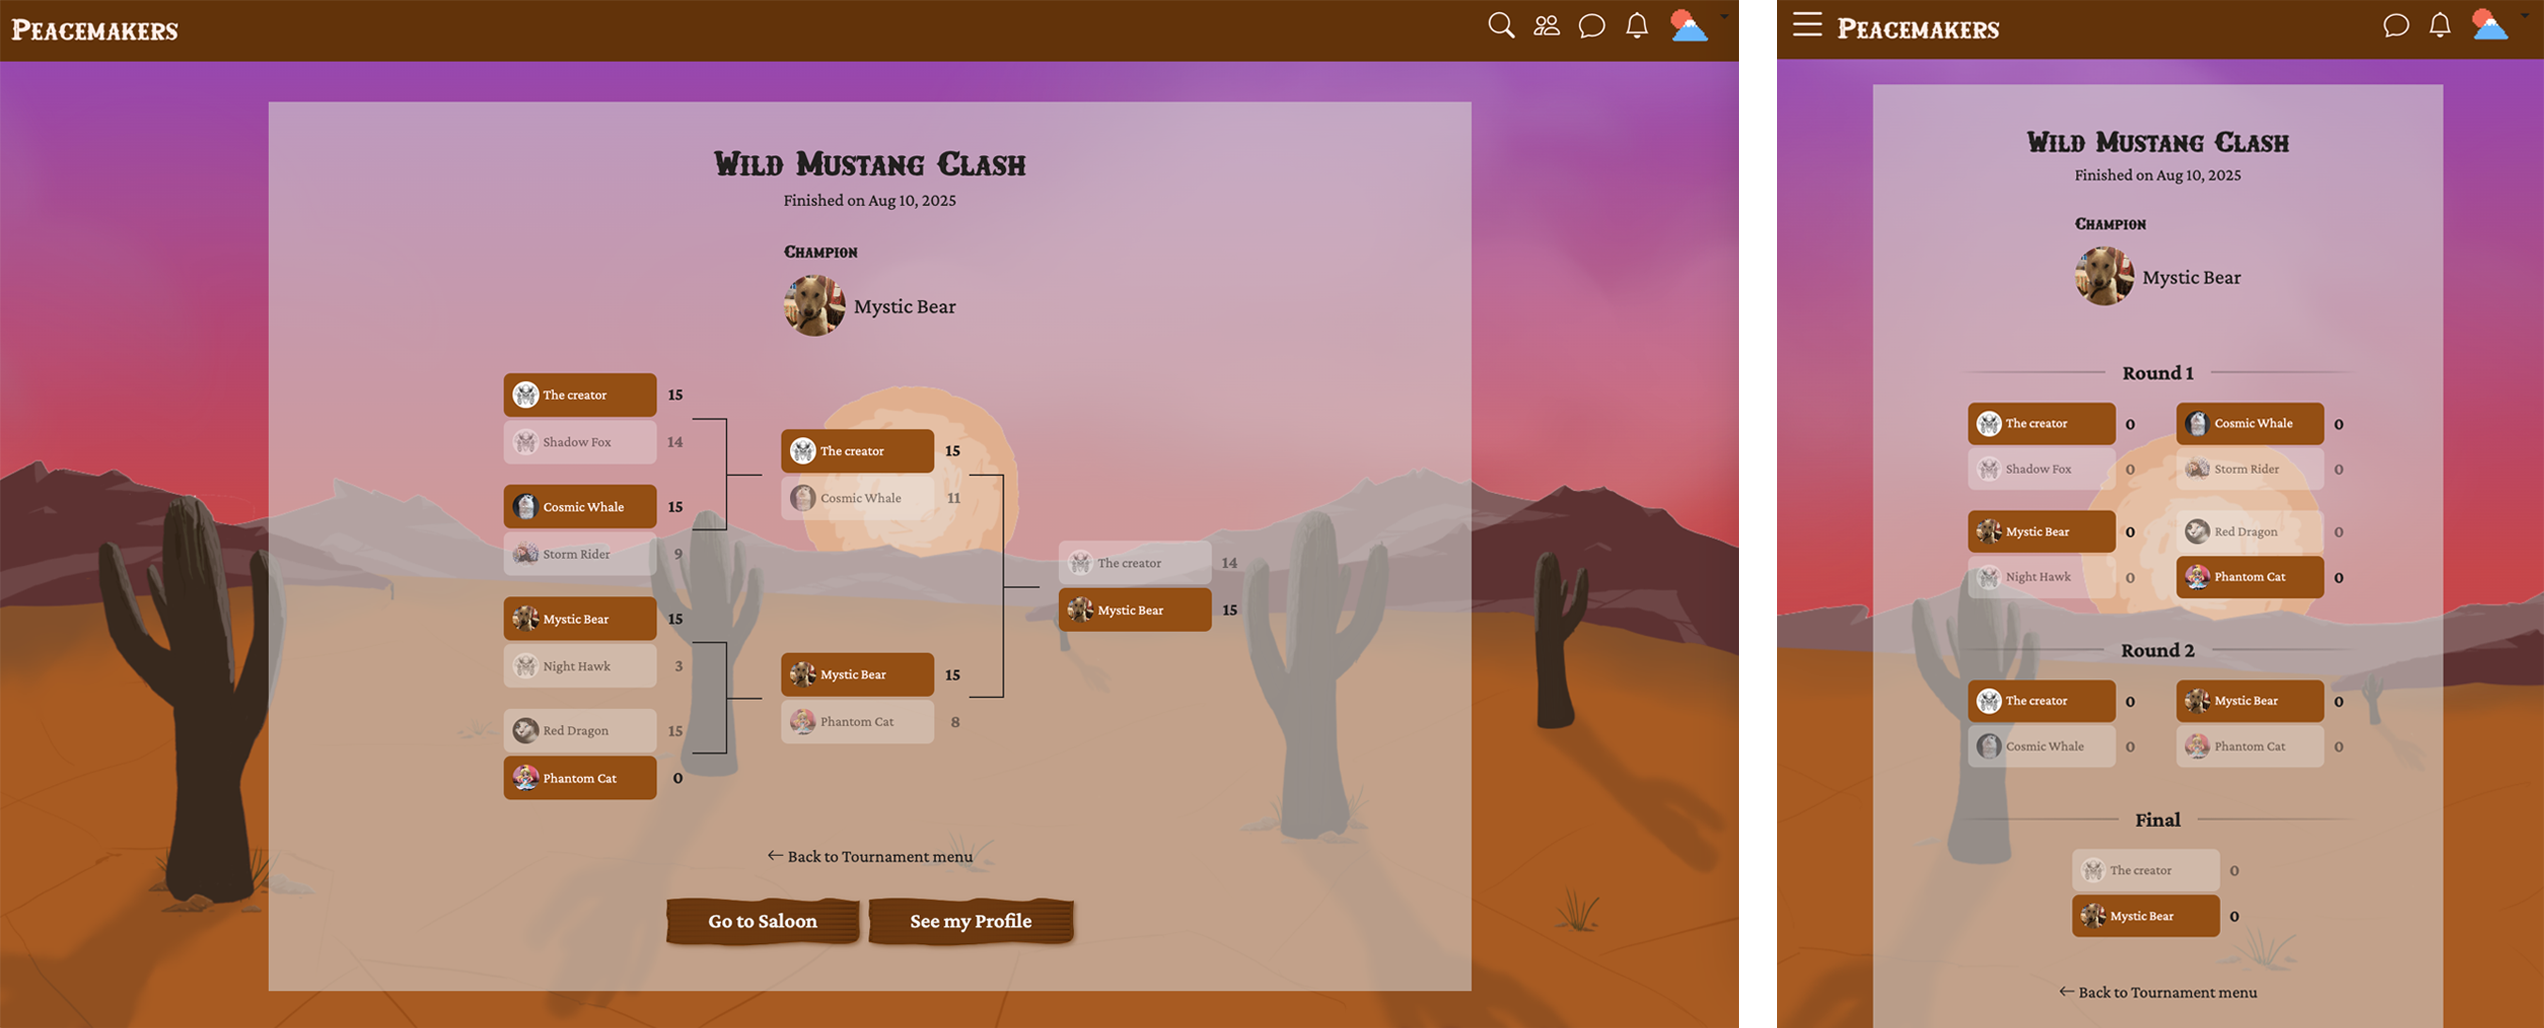 Peacemakers
Wild Mustang Clash
Finished on Aug 10, 2025
Champion
Mystic Bear
The creator 15
Shadow Fox 14
Cosmic Whale 15
Storm Rider 9
Mystic Bear 15
Night Hawk 3
Red Dragon 15
Phantom Cat 0
The creator 15
Cosmic Whale 11
Mystic Bear 15
Phantom Cat 8
The creator 14
Mystic Bear 15
← Back to Tournament menu
Go to Saloon
See my Profile
Peacemakers
Wild Mustang Clash
Finished on Aug 10, 2025
Champion
Mystic Bear
Round 1
The creator 0
Shadow Fox 0
Cosmic Whale 0
Storm Rider 0
Mystic Bear 0
Night Hawk 0
Red Dragon 0
Phantom Cat 0
Round 2
The creator 0
Cosmic Whale 0
Mystic Bear 0
Phantom Cat 0
Final
The creator 0
Mystic Bear 0
← Back to Tournament menu